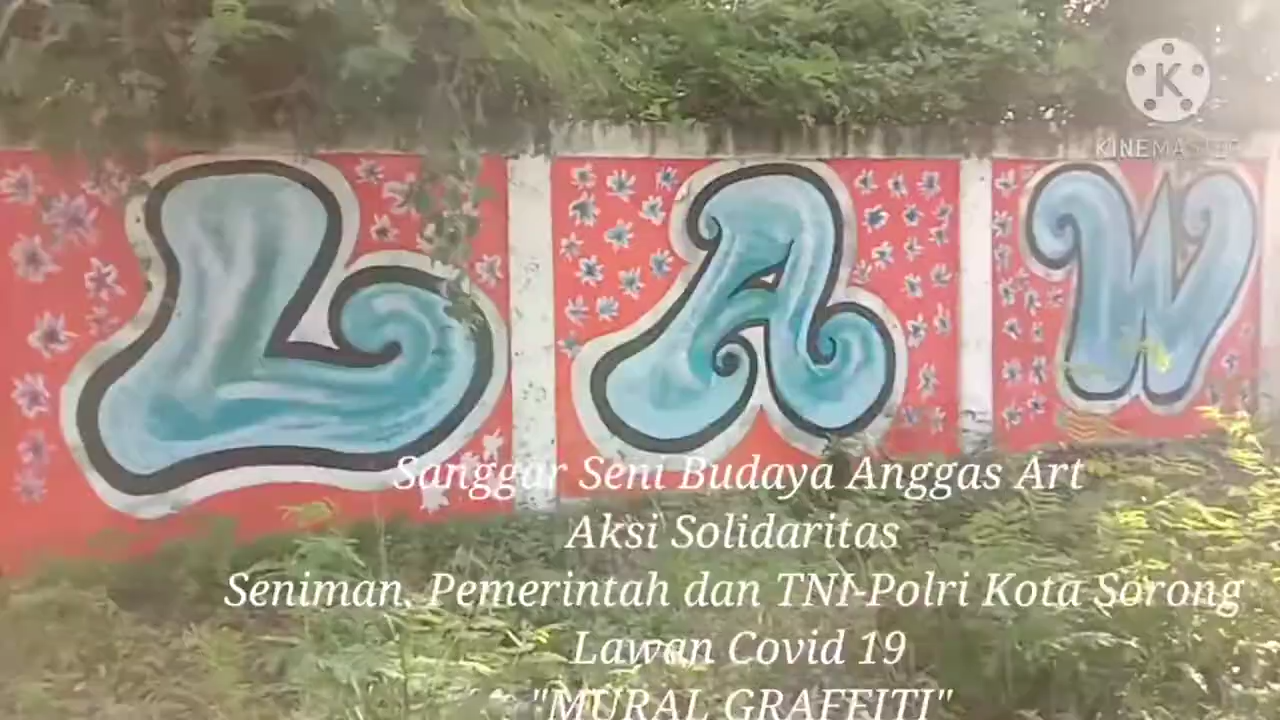 K
KINEMASTER
LAW
Sanggar Seni Budaya Anggas Art
Aksi Solidaritas
Seniman, Pemerintah dan TNI-Polri Kota Sorong
Lawan Covid 19
"MURAL GRAFFITI"